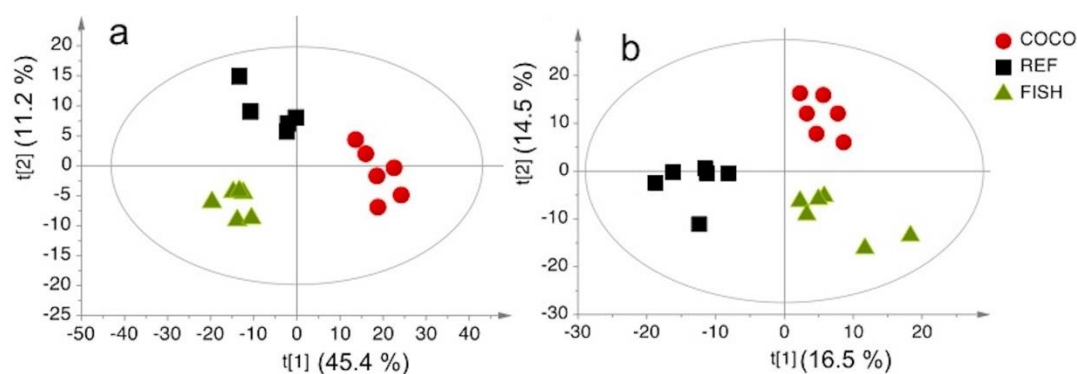 a
t[2] (11.2 %)
20
15
10
5
0
-5
-10
-15
-20
-25
-50 -40 -30 -20 -10 0 10 20 30 40
t[1] (45.4 %)
b
t[2] (14.5 %)
20
10
0
-10
-20
-30
-30 -20 -10 0 10 20
t[1] (16.5 %)
COCO
REF
FISH